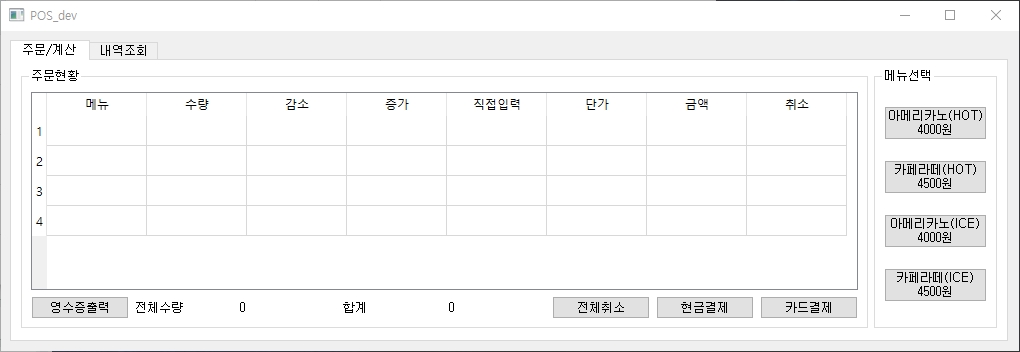 POS_dev
주문/계산 내역조회
주문현황
메뉴 수량 감소 증가 직접입력 단가 금액 취소
1
2
3
4
영수증출력 전체수량 0 합계 0 전체취소 현금결제 카드결제
메뉴선택
아메리카노(HOT)
4000원
카페라떼(HOT)
4500원
아메리카노(ICE)
4000원
카페라떼(ICE)
4500원